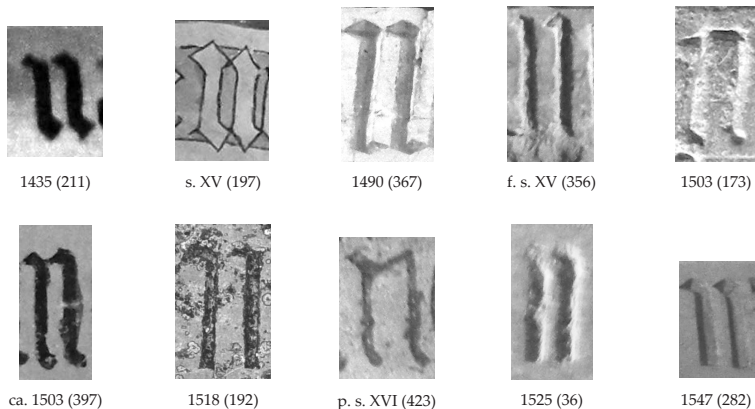 1435 (211) s. XV (197) 1490 (367) f. s. XV (356) 1503 (173)
ca. 1503 (397) 1518 (192) p. s. XVI (423) 1525 (36) 1547 (282)